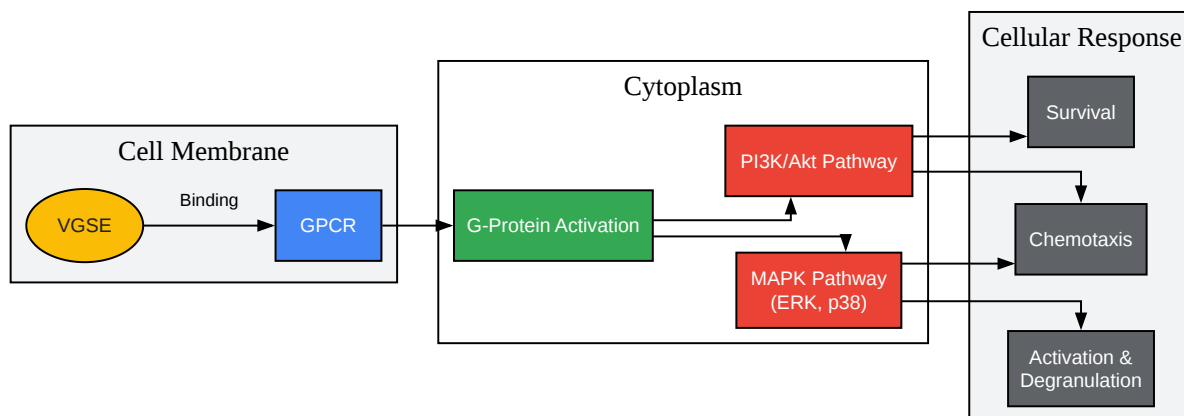 Cell Membrane
VGSE
Binding
GPCR
Cytoplasm
G-Protein Activation
PI3K/Akt Pathway
MAPK Pathway
(ERK, p38)
Cellular Response
Survival
Chemotaxis
Activation &
Degranulation